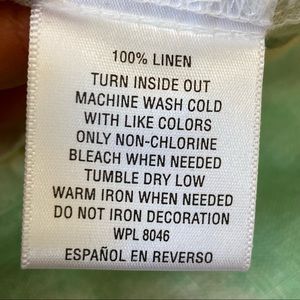 100% LINEN
TURN INSIDE OUT
MACHINE WASH COLD
WITH LIKE COLORS
ONLY NON-CHLORINE
BLEACH WHEN NEEDED
TUMBLE DRY LOW
WARM IRON WHEN NEEDED
DO NOT IRON DECORATION
WPL 8046
ESPAÑOL EN REVERSO